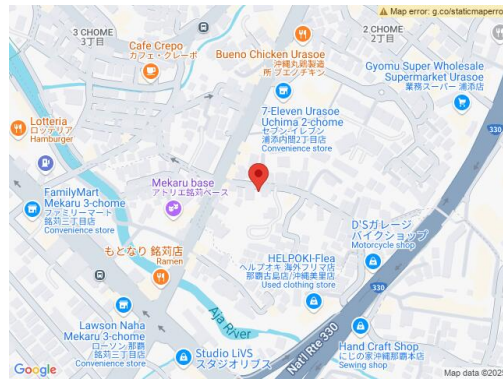 Map error: g.co/staticmaperro
3 CHOME
3丁目
2 CHOME
2丁目
Cafe Crepo
カフェ・クレーポ
Bueno Chicken Urasoe
沖縄丸鶏製造
所 ブエノチキン
Gyomu Super Wholesale
Supermarket Urasoe
業務スーパー 浦添店
Lotteria
ロッテリア
Hamburger
7-Eleven Urasoe
Uchima 2-chome
セブン-イレブン
浦添内間2丁目店
Convenience store
330
Mekaru base
アトリエ銘苅ベース
FamilyMart
Mekaru 3-chome
ファミリーマート
銘苅三丁目店
Convenience store
D'Sガレージ
バイクショップ
Motorcycle shop
もとなり 銘苅店
Ramen
HELPOKI-Flea
ヘルプオキ 海外フリマ店
那覇古島店/沖縄美里店
Used clothing store
330
Aja River
Lawson Naha
Mekaru 3-chome
ローソン 那覇
銘苅三丁目店
Convenience store
Studio LiVS
スタジオリブス
Nat'l Rte 330
Hand Craft Shop
にじの家沖縄那覇本店
Sewing shop
Google
Map data ©202